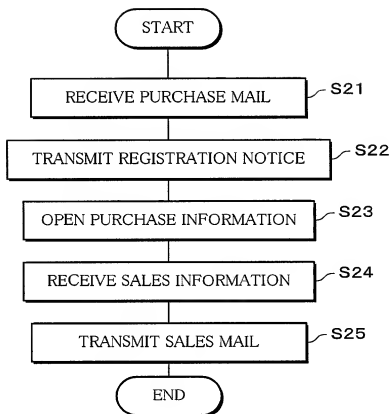 START
RECEIVE PURCHASE MAIL
S21
TRANSMIT REGISTRATION NOTICE
S22
OPEN PURCHASE INFORMATION
S23
RECEIVE SALES INFORMATION
S24
TRANSMIT SALES MAIL
S25
END